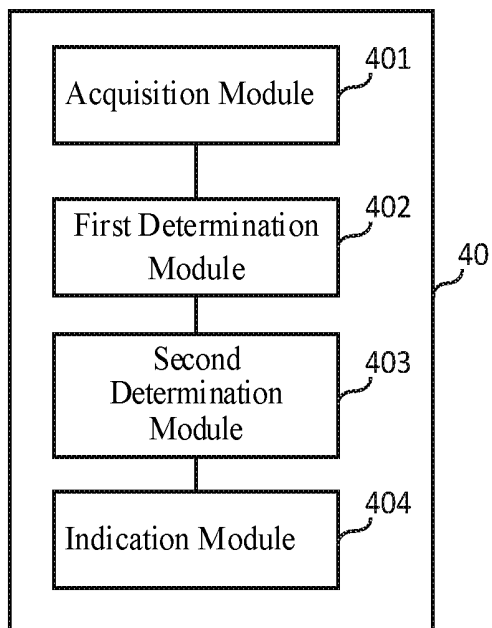 Acquisition Module
401
First Determination
Module
402
40
Second
Determination
Module
403
Indication Module
404